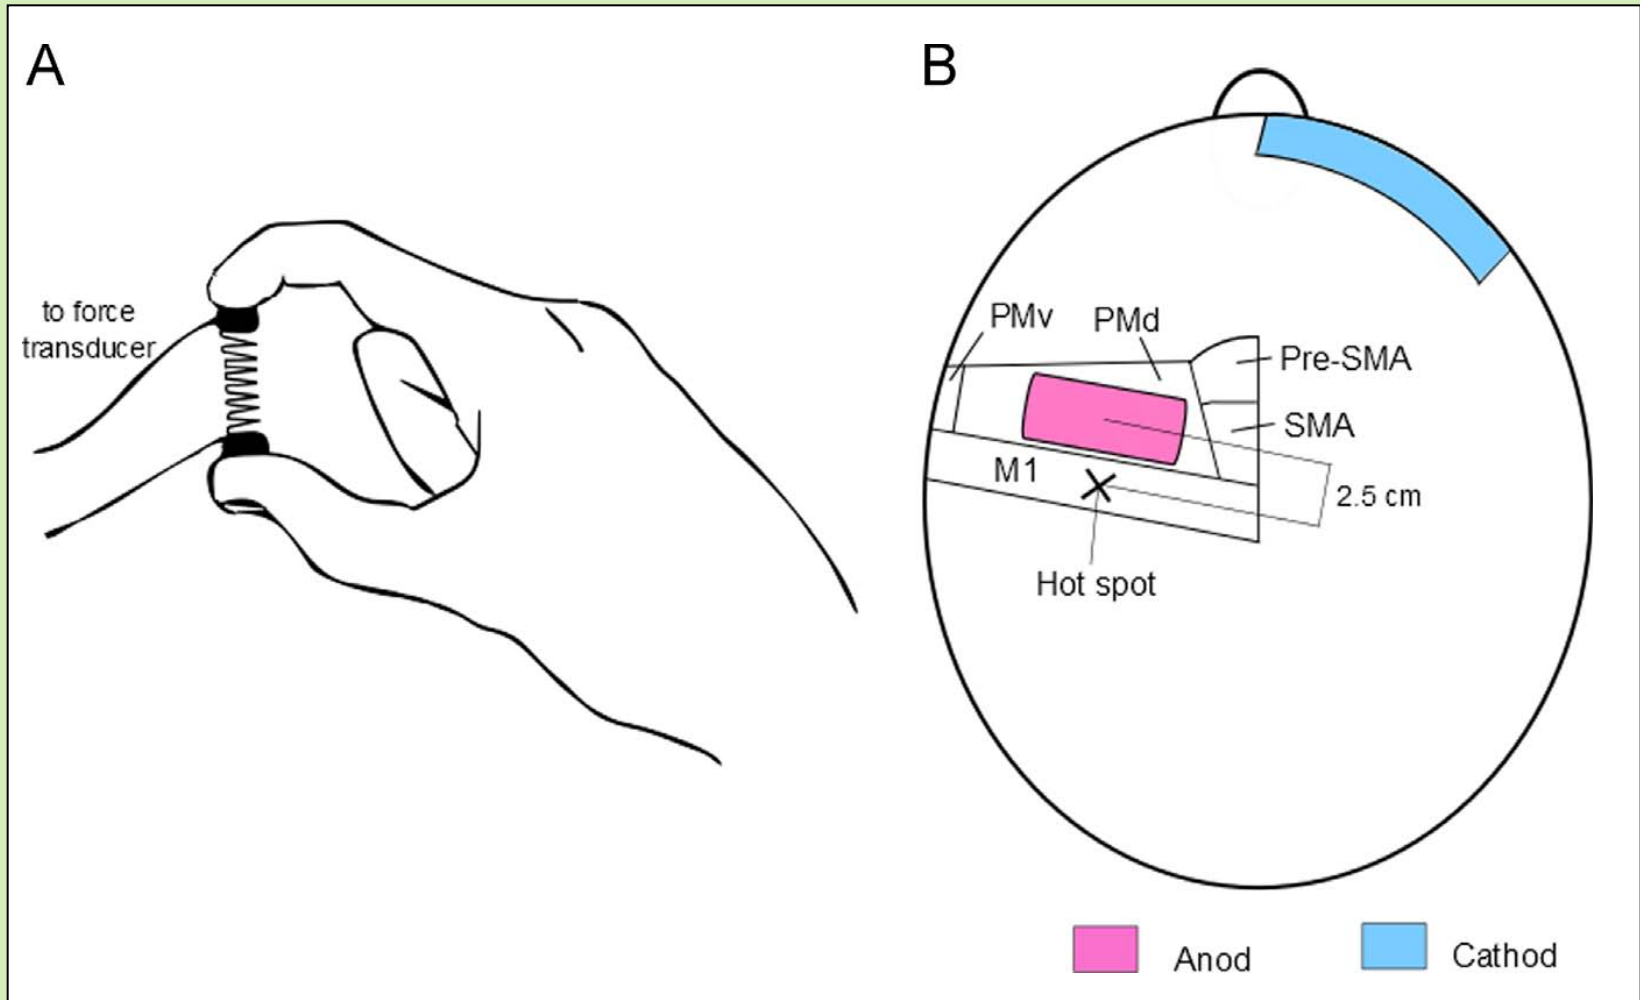 A
B
to force
transducer
PMv
PMd
Pre-SMA
SMA
M1
2.5 cm
Hot spot
Anod
Cathod